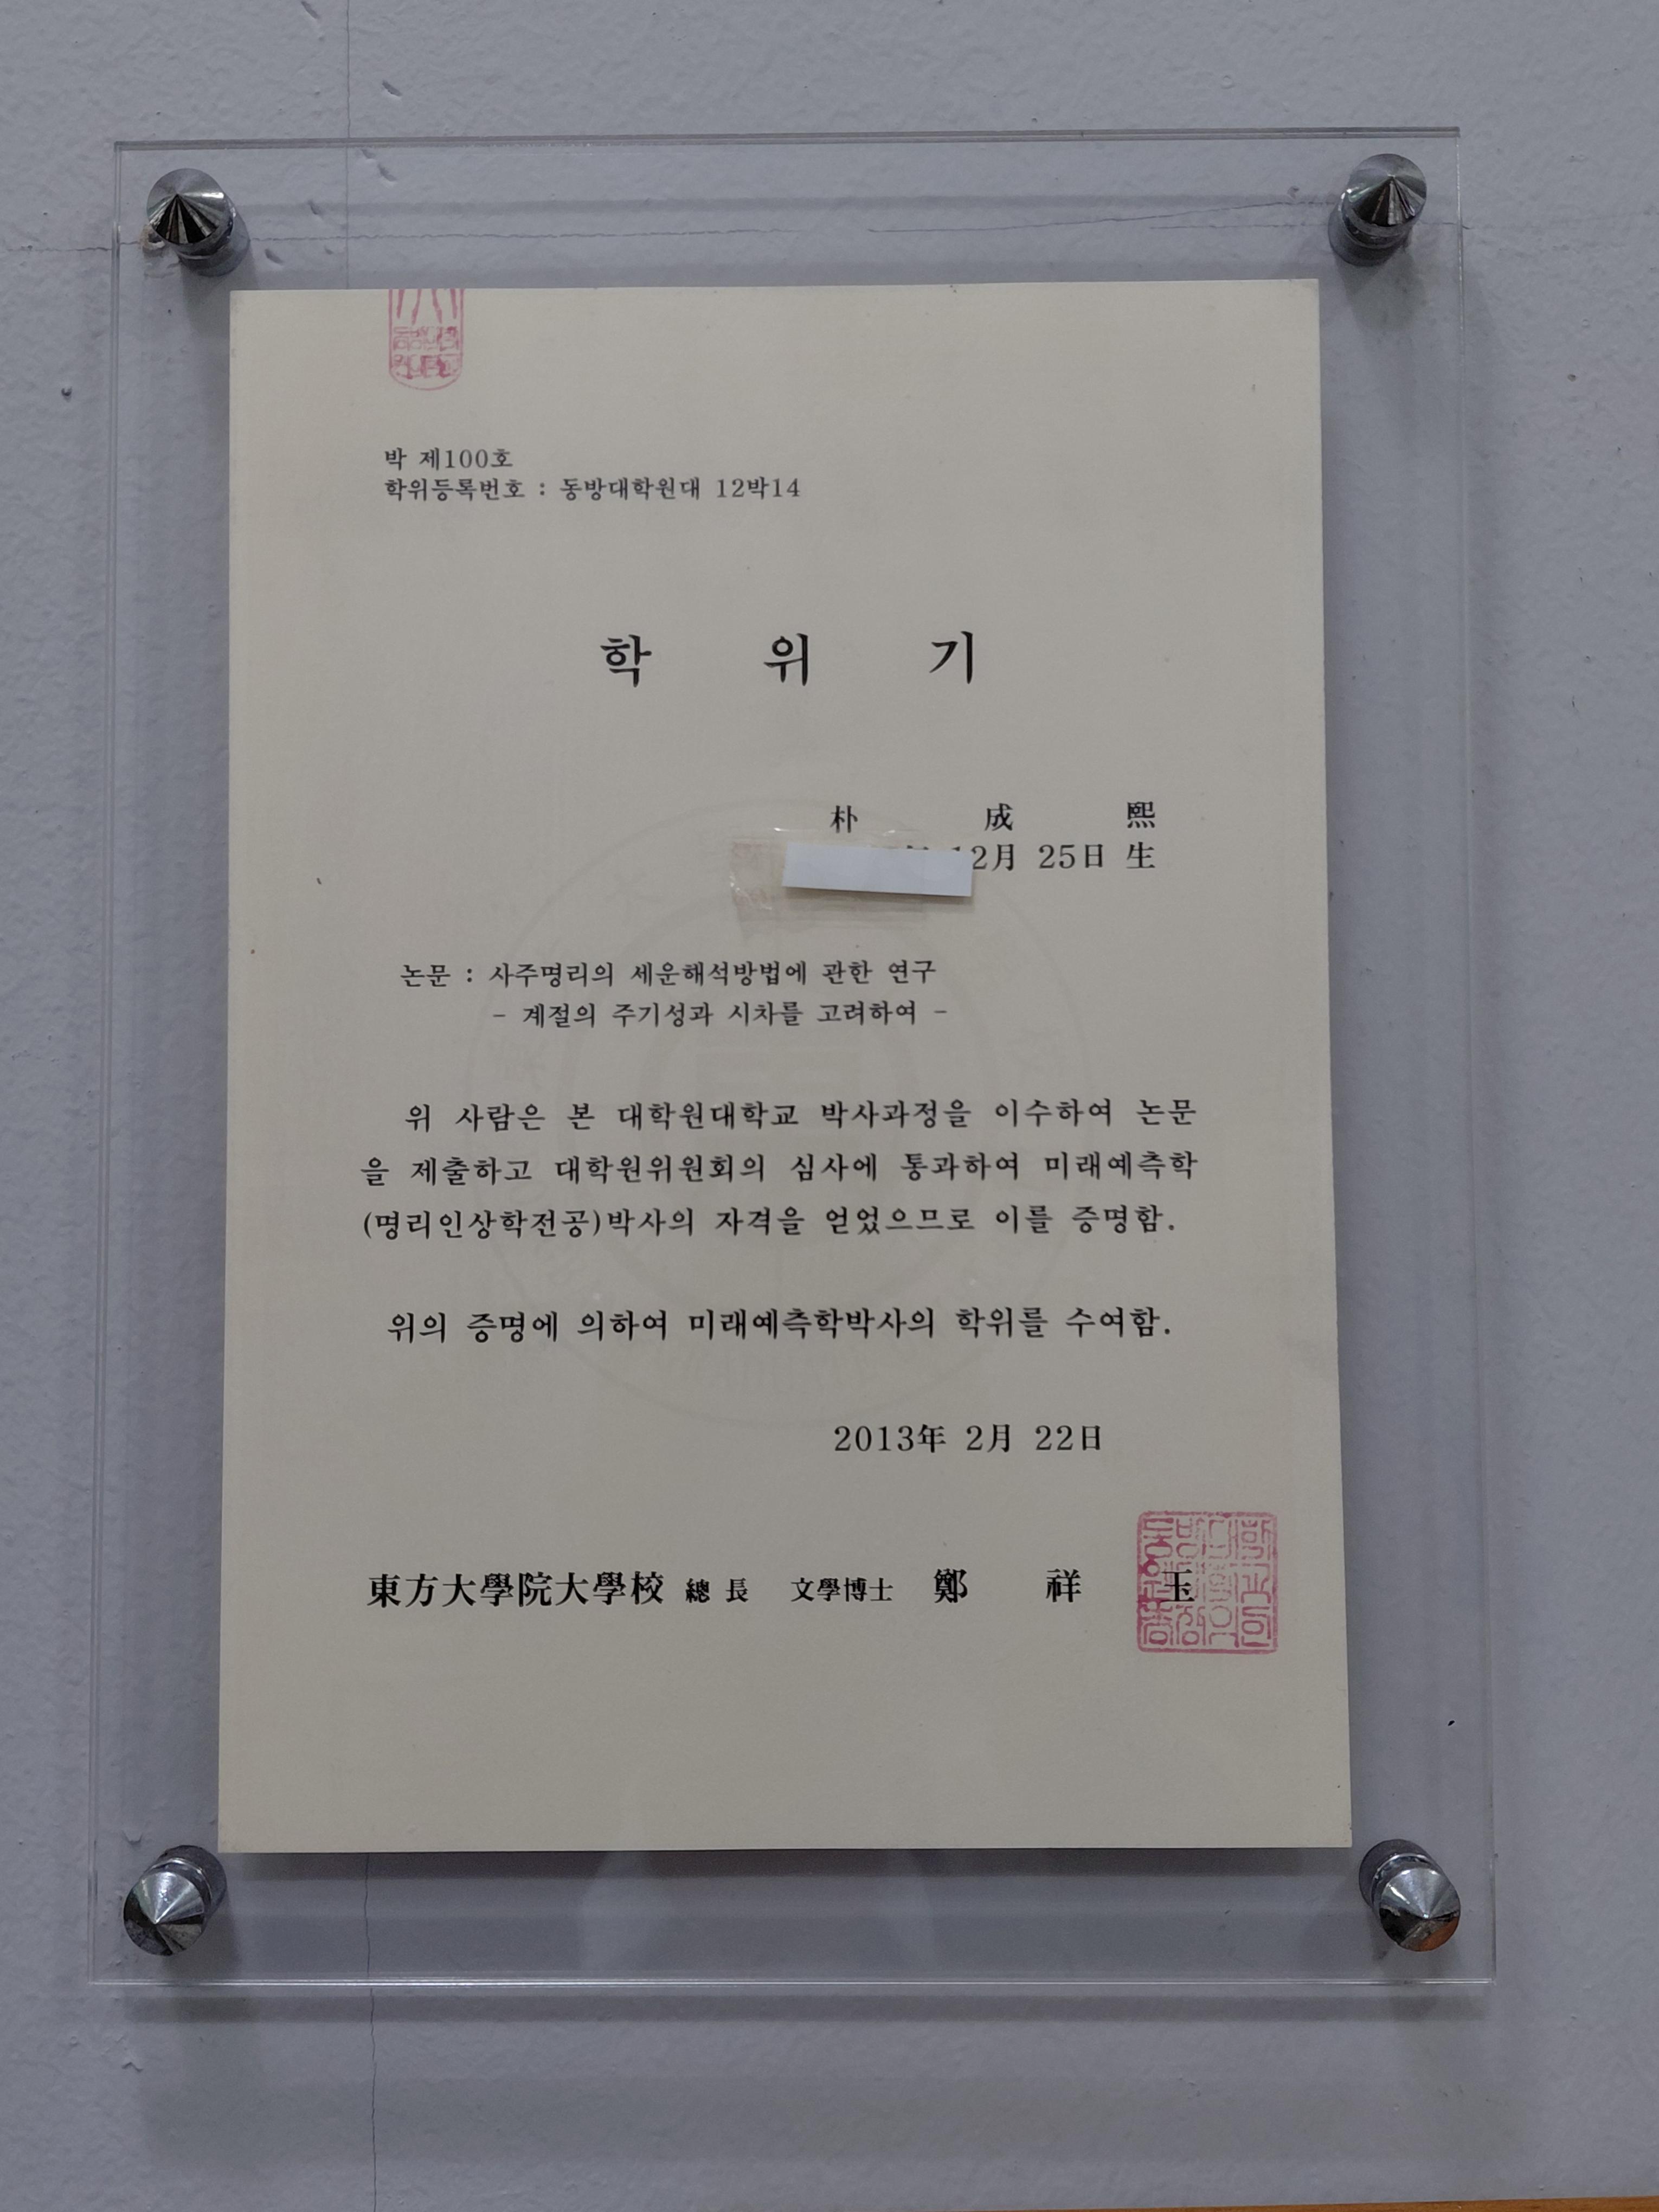 박 제100호
학위등록번호 : 동방대학원대 12박14
학 위 기
朴 成 熙
12月 25日 生
논문 : 사주명리의 세운해석방법에 관한 연구
- 계절의 주기성과 시차를 고려하여 -
위 사람은 본 대학원대학교 박사과정을 이수하여 논문
을 제출하고 대학원위원회의 심사에 통과하여 미래예측학
(명리인상학전공)박사의 자격을 얻었으므로 이를 증명함.
위의 증명에 의하여 미래예측학박사의 학위를 수여함.
2013年 2月 22日
東方大學院大學校 總 長 文學博士 鄭 祥 玉